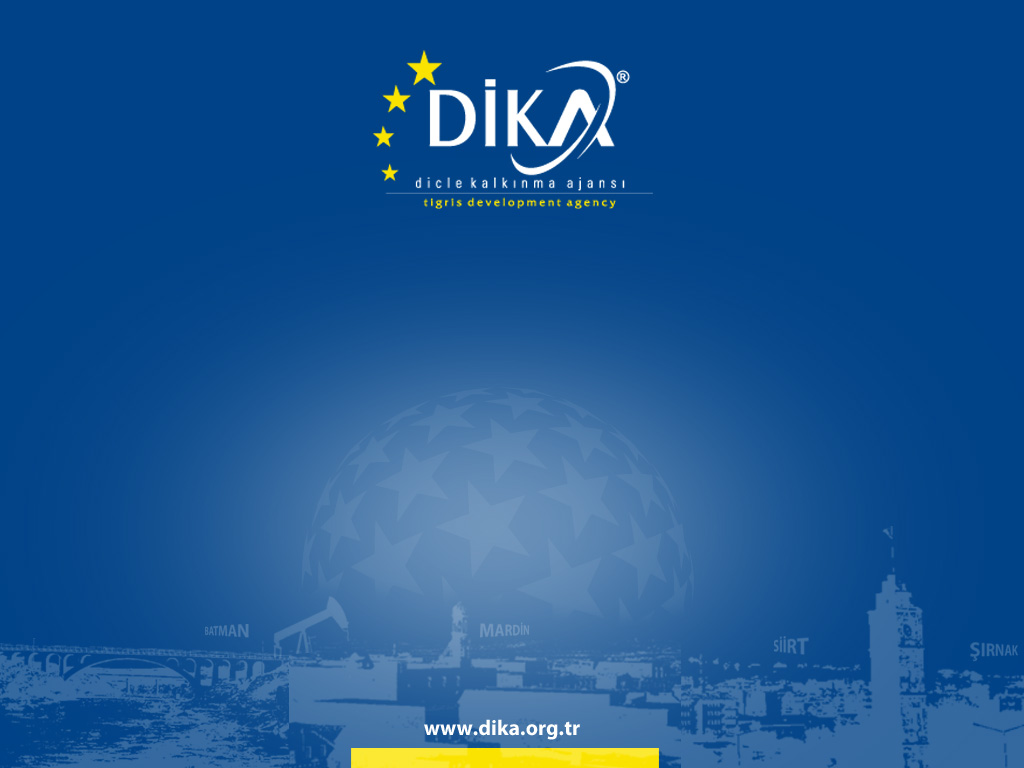 DİKA®
dicle kalkınma ajansı
tigris development agency
BATMAN
MARDİN
SİİRT
ŞIRNAK
www.dika.org.tr